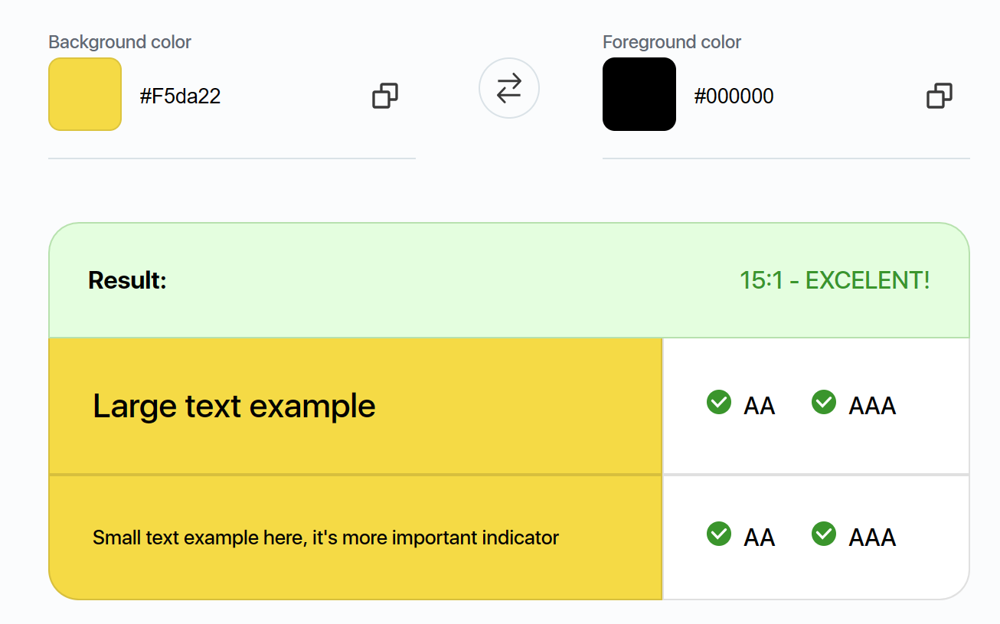 Background color
Foreground color
#F5da22
#000000
Result:
15:1 - EXCELENT!
Large text example
AA
AAA
Small text example here, it's more important indicator
AA
AAA